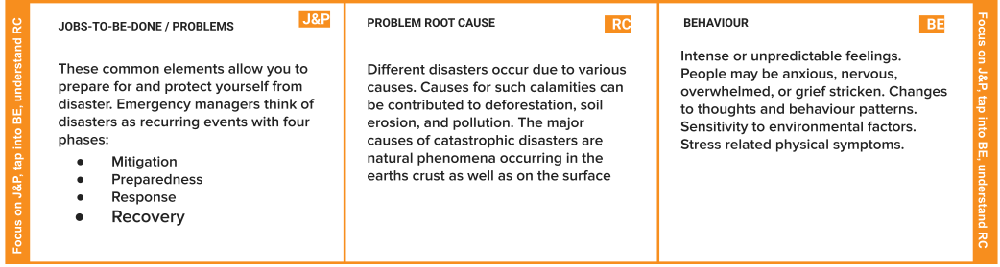 Focus on J&P, tap into BE, understand RC
JOBS-TO-BE-DONE / PROBLEMS
J&P
These common elements allow you to
prepare for and protect yourself from
disaster. Emergency managers think of
disasters as recurring events with four
phases:
● Mitigation
● Preparedness
● Response
● Recovery
PROBLEM ROOT CAUSE
RC
Different disasters occur due to various
causes. Causes for such calamities can
be contributed to deforestation, soil
erosion, and pollution. The major
causes of catastrophic disasters are
natural phenomena occurring in the
earths crust as well as on the surface
BEHAVIOUR
BE
Intense or unpredictable feelings.
People may be anxious, nervous,
overwhelmed, or grief stricken. Changes
to thoughts and behaviour patterns.
Sensitivity to environmental factors.
Stress related physical symptoms.
Focus on J&P, tap into BE, understand RC